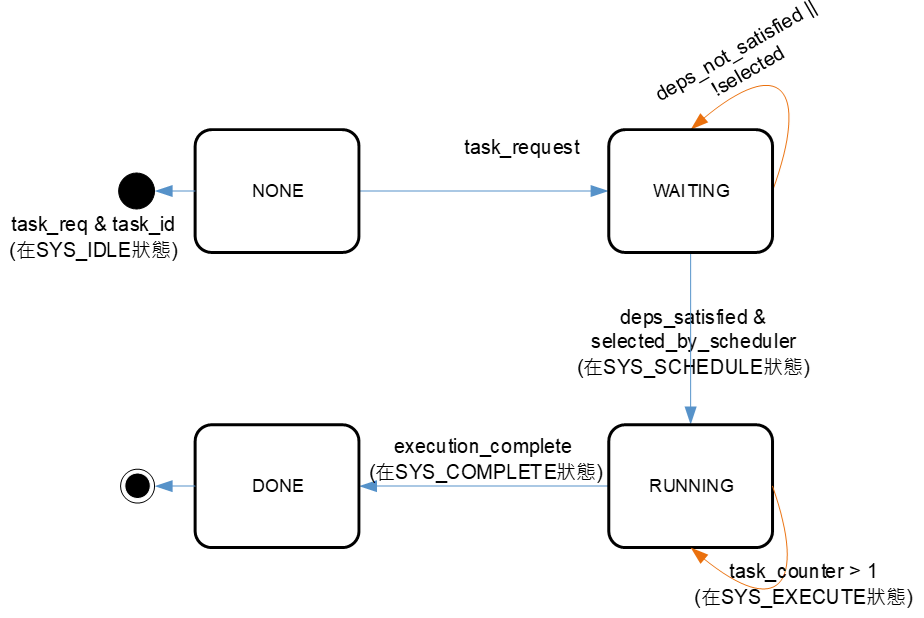 deps_not_satisfied ||
!selected
task_request
NONE
WAITING
task_req & task_id
(在SYS_IDLE狀態)
deps_satisfied &
selected_by_scheduler
(在SYS_SCHEDULE狀態)
execution_complete
(在SYS_COMPLETE狀態)
DONE
RUNNING
task_counter > 1
(在SYS_EXECUTE狀態)